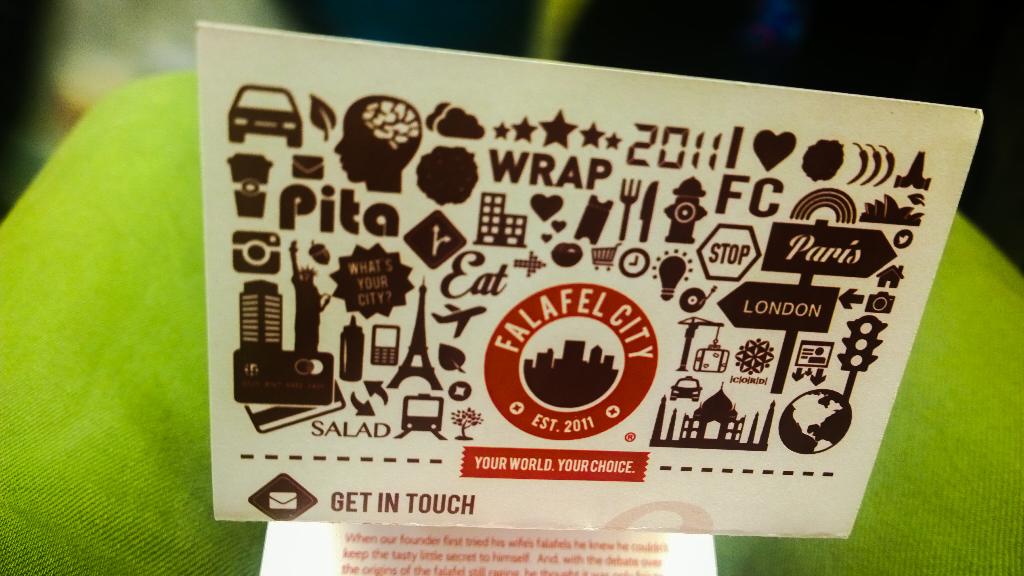 WRAP
2011
FC
Pita
STOP
Paris
WHAT'S
YOUR
CITY?
Eat
LONDON
FALAFEL CITY
EST. 2011
®
SALAD
YOUR WORLD. YOUR CHOICE.
GET IN TOUCH
When our founder first tried his wife's falafels he knew he couldn't
keep the tasty little secret to himself. And, with the debate over
the origins of the falafel still raging, he thought it was only